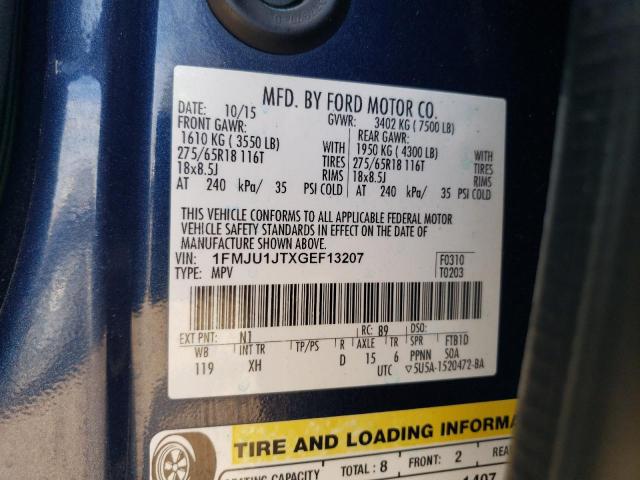 MFD. BY FORD MOTOR CO.
DATE: 10/15
GVWR: 3402 KG ( 7500 LB)
FRONT GAWR:
REAR GAWR:
1610 KG ( 3550 LB) WITH 1950 KG ( 4300 LB) WITH
275/65R18 116T TIRES 275/65R18 116T TIRES
18x8.5J RIMS 18x8.5J RIMS
AT 240 kPa/ 35 PSI COLD AT 240 kPa/ 35 PSI COLD
THIS VEHICLE CONFORMS TO ALL APPLICABLE FEDERAL MOTOR
VEHICLE SAFETY STANDARDS IN EFFECT ON THE DATE OF
MANUFACTURE SHOWN ABOVE.
VIN: 1FMJU1JTXGEF13207 F0310
TYPE: MPV T0203
EXT PNT: N1 RC: 89 DSO:
WB INT TR TP/PS R AXLE TR SPR FTB1D
119 XH D 15 6 PPNN SOA
UTC ▽5U5A-1520472-BA
TIRE AND LOADING INFORMA
SEATING CAPACITY TOTAL: 8 FRONT: 2 REA